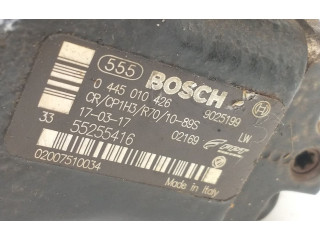 555 BOSCH
0 445 010 426
9025199
CR/CP1H3/R70/10-89S
17-03-17
02169
LW
33
55255416
Made in Italy
02007510034